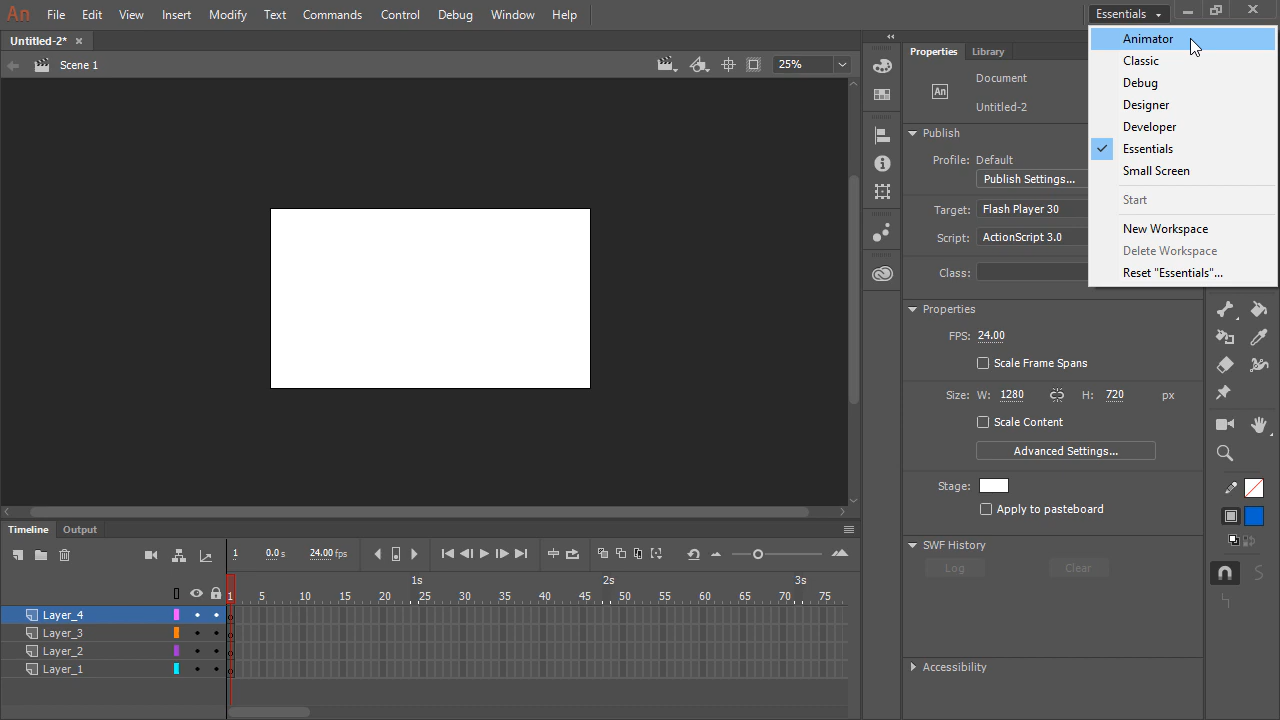 An File Edit View Insert Modify Text Commands Control Debug Window Help Essentials
Untitled-2*
Scene 1 25%
Animator
Classic
Debug
Designer
Developer
Essentials
Small Screen
Start
New Workspace
Delete Workspace
Reset "Essentials"...
Properties Library
An Document
Untitled-2
Publish
Profile: Default
Publish Settings...
Target: Flash Player 30
Script: ActionScript 3.0
Class:
Properties
FPS: 24.00
Scale Frame Spans
Size: W: 1280 H: 720 px
Scale Content
Advanced Settings...
Stage:
Apply to pasteboard
SWF History
Log Clear
Accessibility
Timeline Output
1 0.0 s 24.00 fps
1s 2s 3s
1 5 10 15 20 25 30 35 40 45 50 55 60 65 70 75
Layer_4
Layer_3
Layer_2
Layer_1